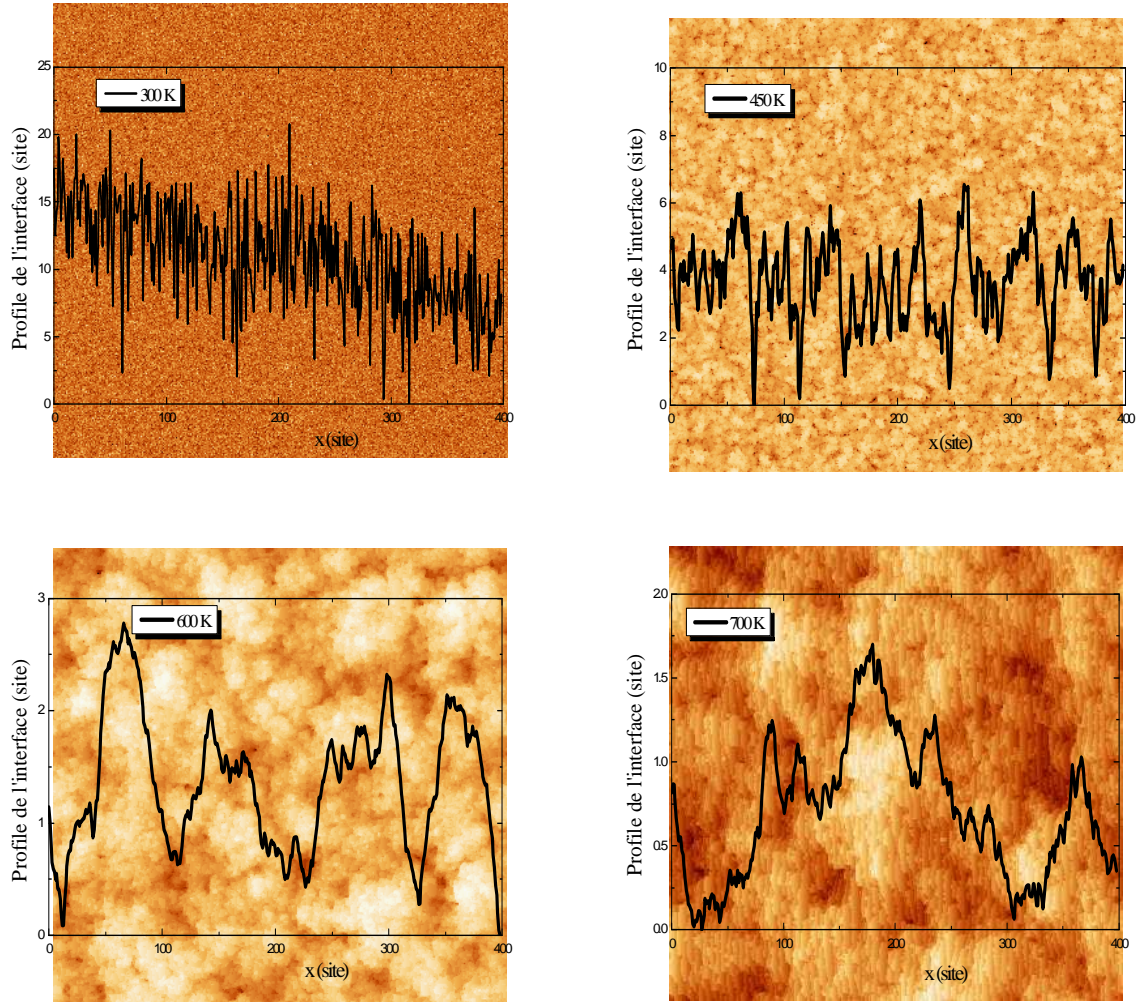 25
20
15
10
5
0
Profile de l'interface (site)
300 K
0 100 200 300 400
x (site)
10
8
6
4
2
0
Profile de l'interface (site)
450 K
0 100 200 300 400
x (site)
3
2
1
0
Profile de l'interface (site)
600 K
0 100 200 300 400
x (site)
2.0
1.5
1.0
0.5
0.0
Profile de l'interface (site)
700 K
0 100 200 300 400
x (site)